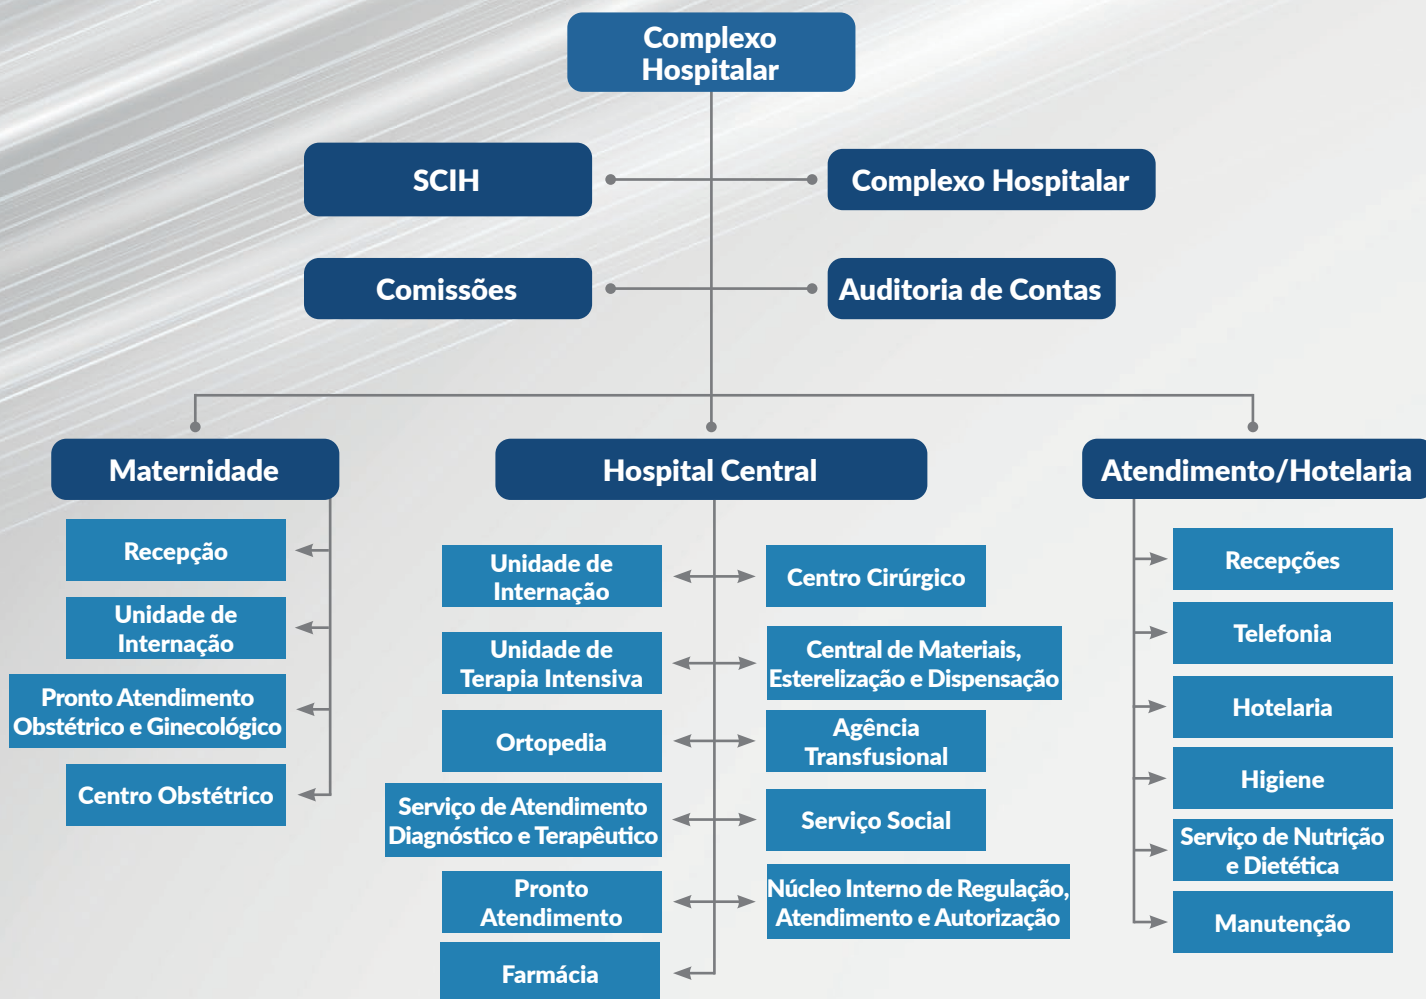 Complexo
Hospitalar
SCIH
Complexo Hospitalar
Comissões
Auditoria de Contas
Maternidade
Recepção
Unidade de
Internação
Pronto Atendimento
Obstétrico e Ginecológico
Centro Obstétrico
Hospital Central
Unidade de
Internação
Centro Cirúrgico
Unidade de
Terapia Intensiva
Central de Materiais,
Esterelização e Dispensação
Ortopedia
Agência
Transfusional
Serviço de Atendimento
Diagnóstico e Terapêutico
Serviço Social
Pronto
Atendimento
Núcleo Interno de Regulação,
Atendimento e Autorização
Farmácia
Atendimento/Hotelaria
Recepções
Telefonia
Hotelaria
Higiene
Serviço de Nutrição
e Dietética
Manutenção